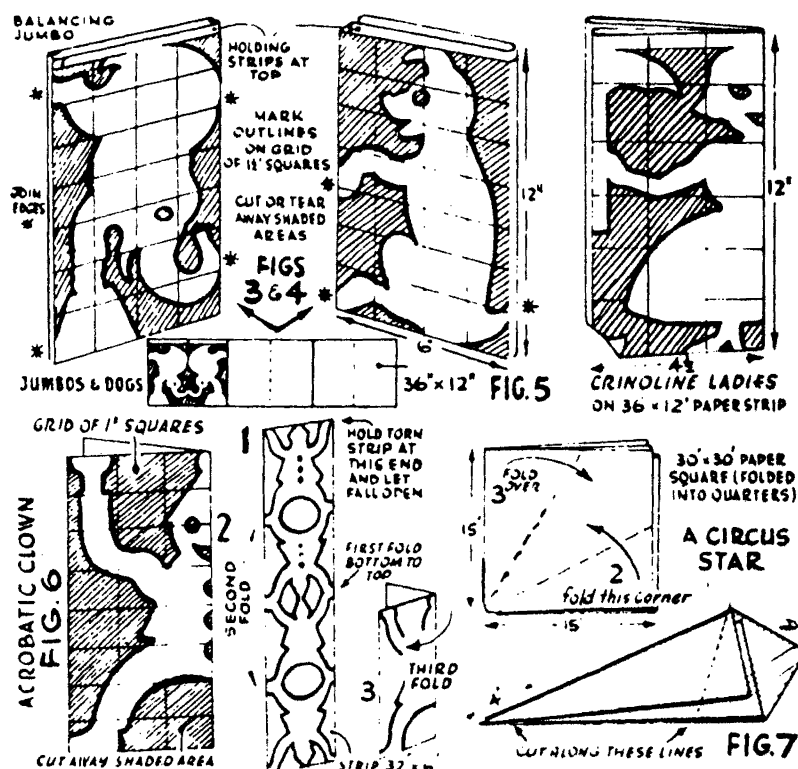 BALANCING
JUMBO
HOLDING
STRIPS AT
TOP
MARK
OUTLINES
ON GRID
OF 1½" SQUARES
CUT OR TEAR
AWAY SHADED
AREAS
FIGS
3 & 4
JOIN
EDGES
12"
6"
12"
4½
JUMBOS & DOGS
36" × 12"
FIG. 5
CRINOLINE LADIES
ON 36 × 12" PAPER STRIP
GRID OF 1" SQUARES
ACROBATIC CLOWN
FIG. 6
CUT AWAY SHADED AREA
1
2
SECOND
FOLD
HOLD TORN
STRIP AT
THIS END
AND LET
FALL OPEN
FIRST FOLD
BOTTOM TO
TOP
3
THIRD
FOLD
STRIP 32" ×
3
FOLD
OVER
15"
2
fold this corner
15
30" × 30" PAPER
SQUARE (FOLDED
INTO QUARTERS)
A CIRCUS
STAR
A
CUT ALONG THESE LINES
FIG. 7